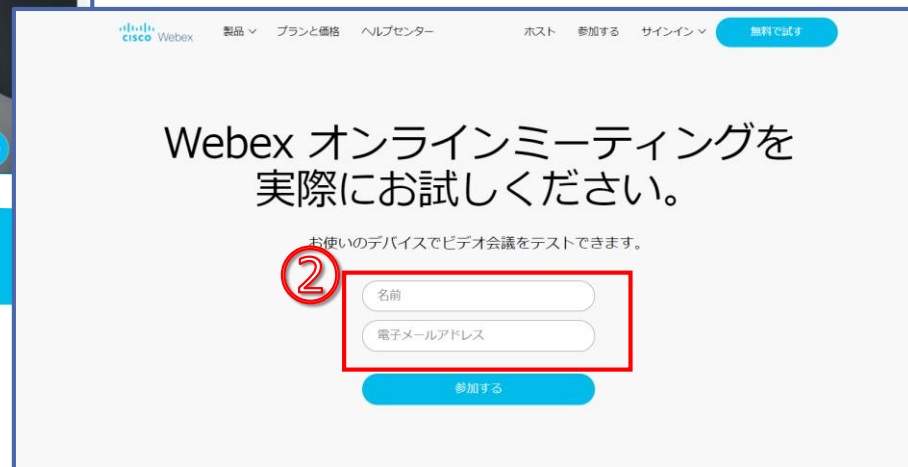 CISCO Webex 製品 プランと価格 ヘルプセンター ホスト 参加する サインイン 無料で試す
Webex オンラインミーティングを
実際にお試しください。
お使いのデバイスでビデオ会議をテストできます。
②
名前
電子メールアドレス
参加する